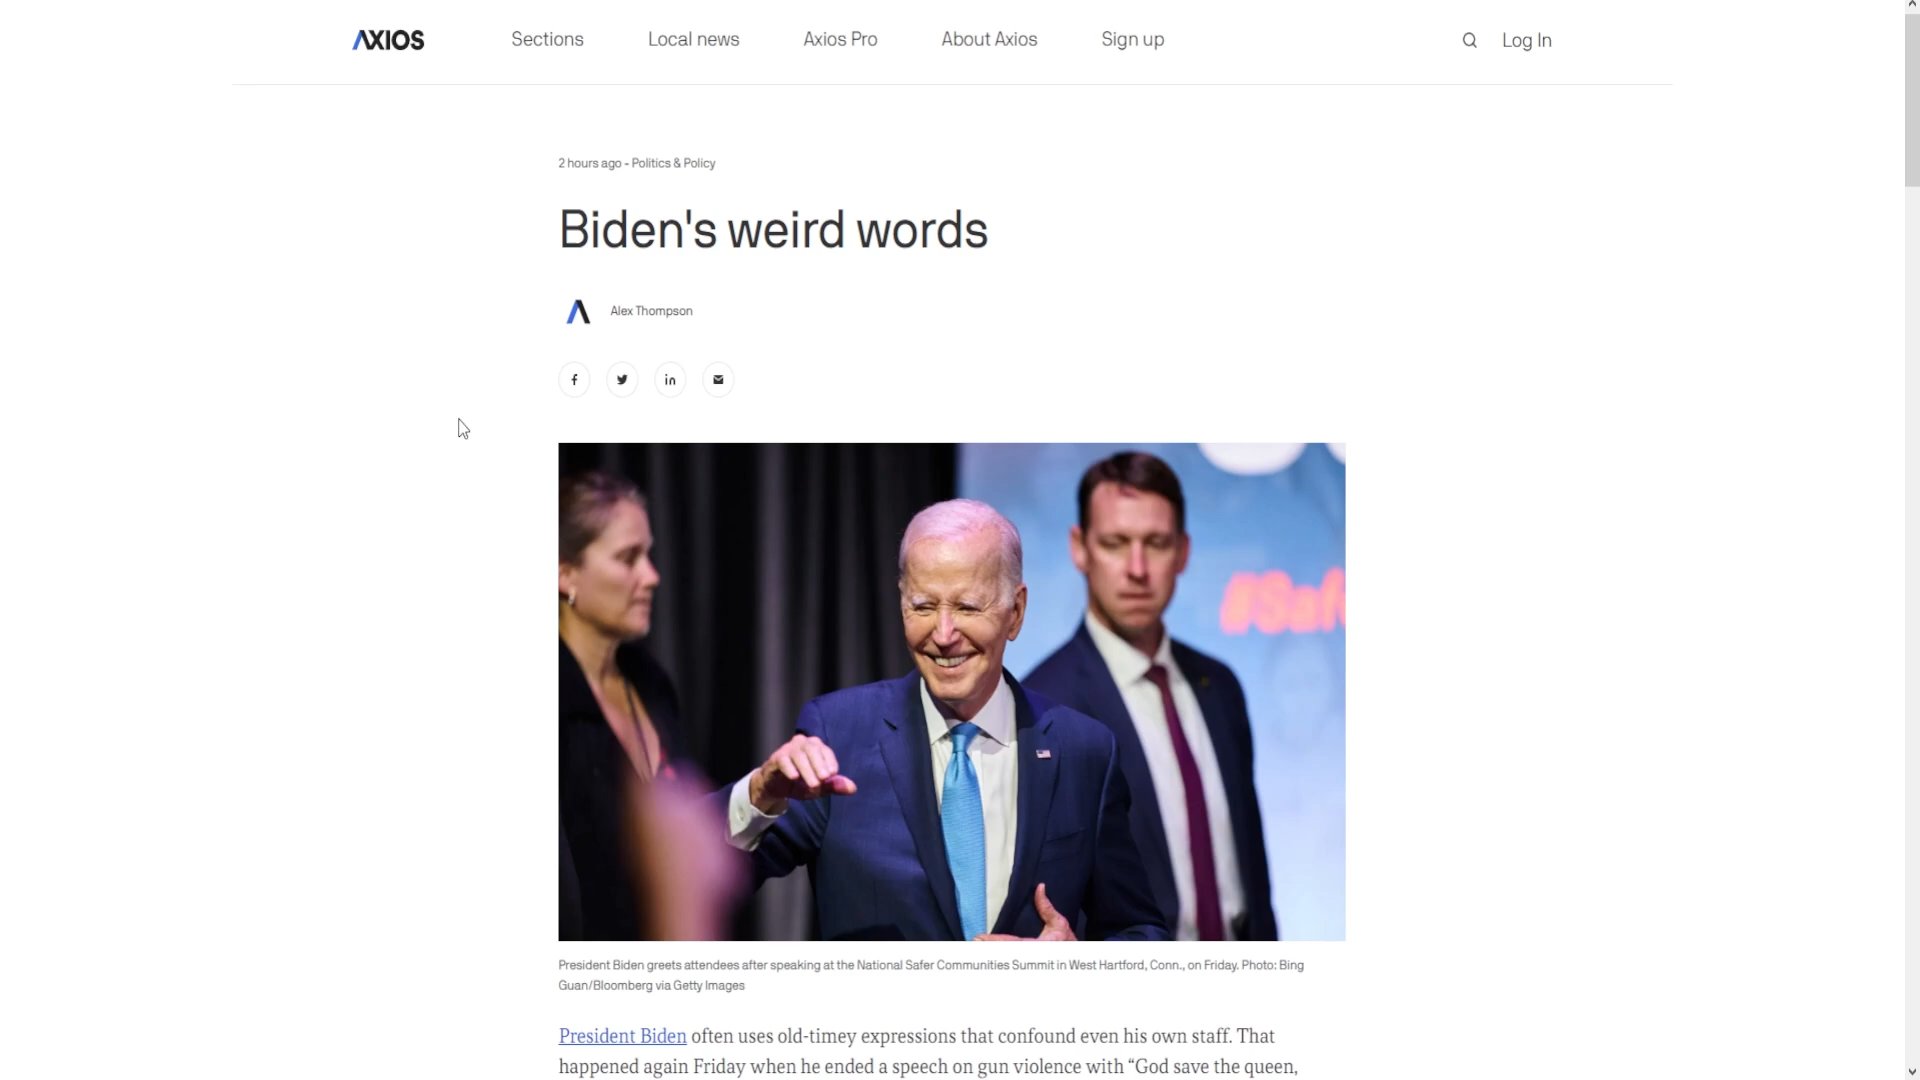 AXIOS Sections Local news Axios Pro About Axios Sign up Log In
2 hours ago - Politics & Policy
Biden's weird words
Alex Thompson
#Saf
President Biden greets attendees after speaking at the National Safer Communities Summit in West Hartford, Conn., on Friday. Photo: Bing
Guan/Bloomberg via Getty Images
President Biden often uses old-timey expressions that confound even his own staff. That
happened again Friday when he ended a speech on gun violence with “God save the queen,